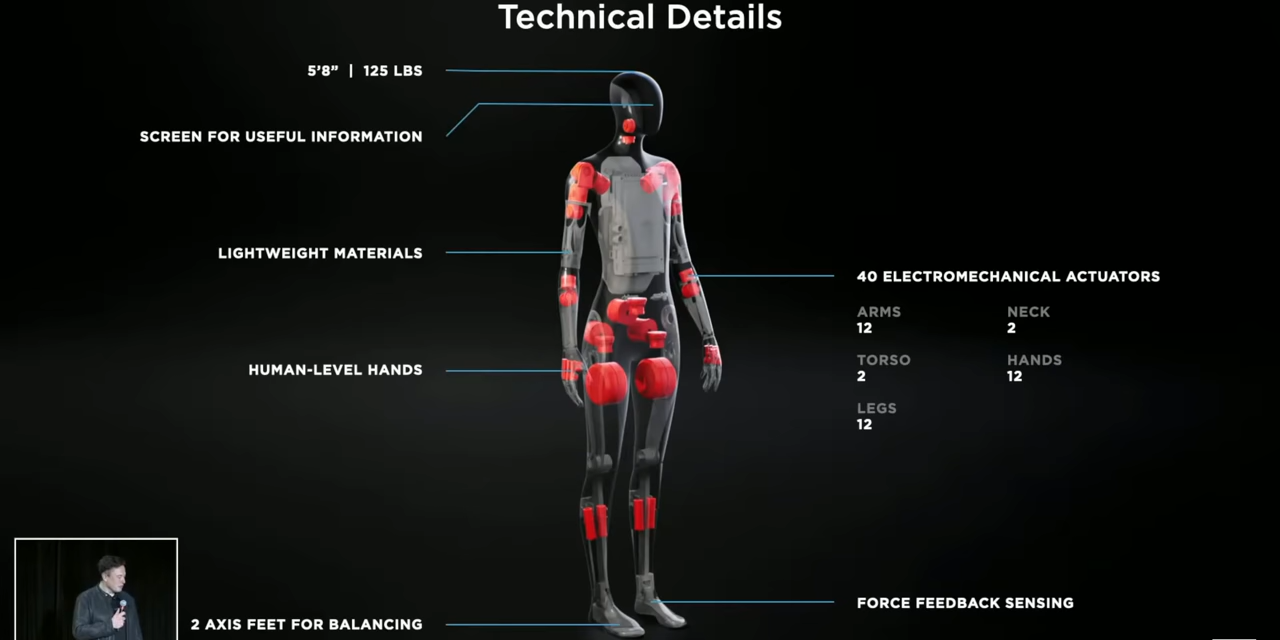 Technical Details
5'8” | 125 LBS
SCREEN FOR USEFUL INFORMATION
LIGHTWEIGHT MATERIALS
HUMAN-LEVEL HANDS
2 AXIS FEET FOR BALANCING
40 ELECTROMECHANICAL ACTUATORS
ARMS
12
NECK
2
TORSO
2
HANDS
12
LEGS
12
FORCE FEEDBACK SENSING